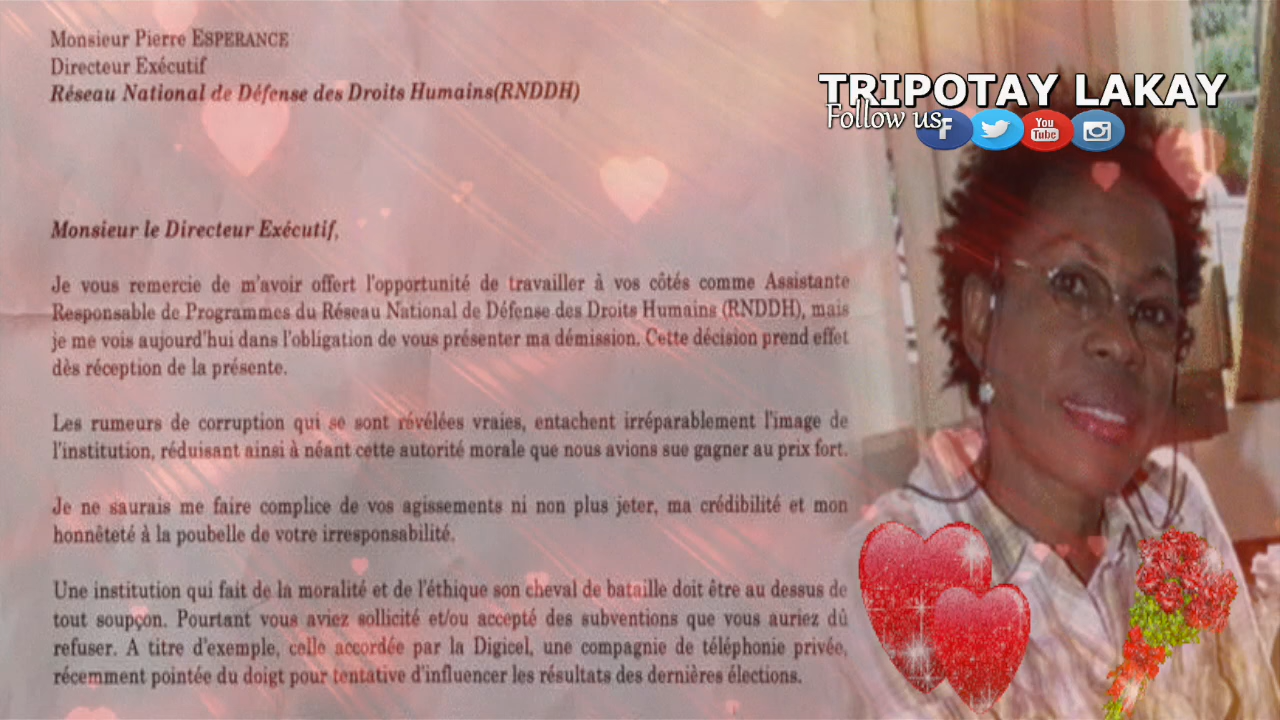 Monsieur Pierre ESPERANCE
Directeur Exécutif
Réseau National de Défense des Droits Humains(RNDDH)
TRIPOTAY LAKAY
Follow us
f
You
Tube
Monsieur le Directeur Exécutif,
Je vous remercie de m'avoir offert l'opportunité de travailler à vos côtés comme Assistante
Responsable de Programmes du Réseau National de Défense des Droits Humains (RNDDH), mais
je me vois aujourd'hui dans l'obligation de vous présenter ma démission. Cette décision prend effet
dès réception de la présente.
Les rumeurs de corruption qui se sont révélées vraies, entachent irréparablement l'image de
l'institution, réduisant ainsi à néant cette autorité morale que nous avions sue gagner au prix fort.
Je ne saurais me faire complice de vos agissements ni non plus jeter, ma crédibilité et mon
honnêteté à la poubelle de votre irresponsabilité.
Une institution qui fait de la moralité et de l'éthique son cheval de bataille doit être au dessus de
tout soupçon. Pourtant vous aviez sollicité et/ou accepté des subventions que vous auriez dû
refuser. A titre d'exemple, celle accordée par la Digicel, une compagnie de téléphonie privée,
récemment pointée du doigt pour tentative d'influencer les résultats des dernières élections.